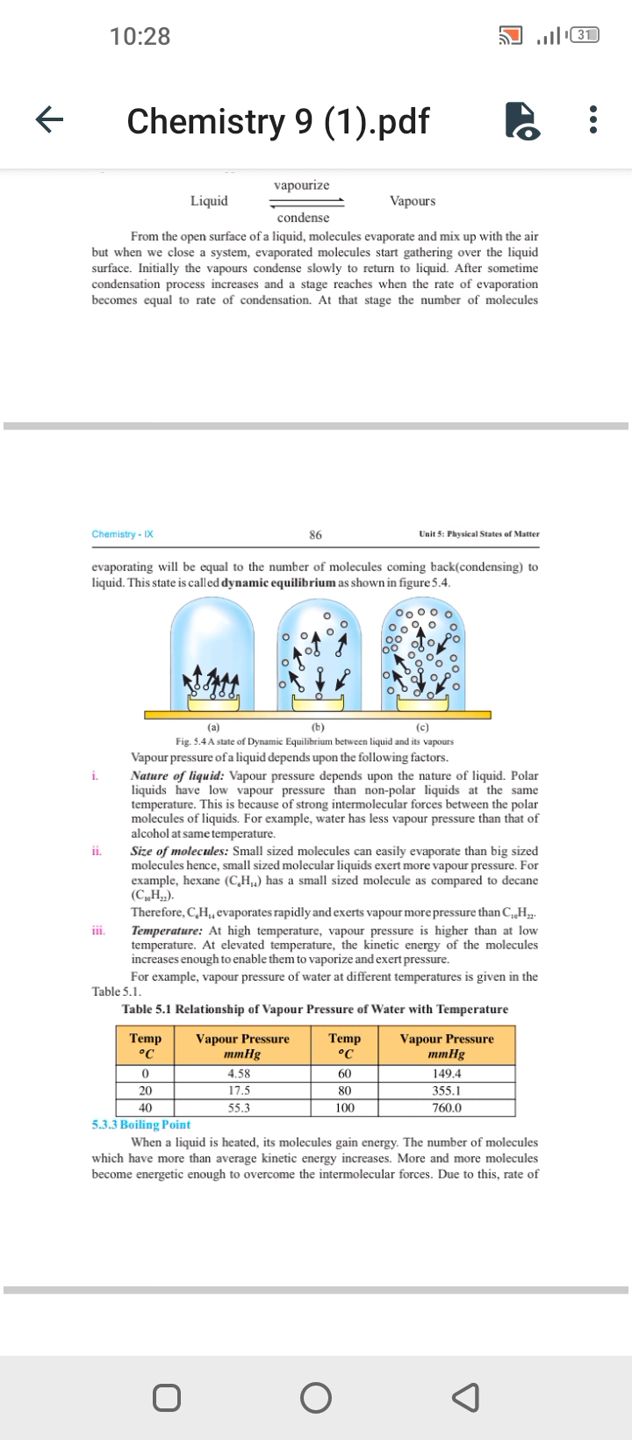 10:28
31
Chemistry 9 (1).pdf
vapourize
Liquid
Vapours
condense
From the open surface of a liquid, molecules evaporate and mix up with the air
but when we close a system, evaporated molecules start gathering over the liquid
surface. Initially the vapours condense slowly to return to liquid. After sometime
condensation process increases and a stage reaches when the rate of evaporation
becomes equal to rate of condensation. At that stage the number of molecules
Chemistry - IX 86 Unit 5: Physical States of Matter
evaporating will be equal to the number of molecules coming back(condensing) to
liquid. This state is called dynamic equilibrium as shown in figure 5.4.
(a) (b) (c)
Fig. 5.4 A state of Dynamic Equilibrium between liquid and its vapours
Vapour pressure of a liquid depends upon the following factors.
i. Nature of liquid: Vapour pressure depends upon the nature of liquid. Polar
liquids have low vapour pressure than non-polar liquids at the same
temperature. This is because of strong intermolecular forces between the polar
molecules of liquids. For example, water has less vapour pressure than that of
alcohol at same temperature.
ii. Size of molecules: Small sized molecules can easily evaporate than big sized
molecules hence, small sized molecular liquids exert more vapour pressure. For
example, hexane (C₆H₁₄) has a small sized molecule as compared to decane
(C₁₀H₂₂).
Therefore, C₆H₁₄ evaporates rapidly and exerts vapour more pressure than C₁₀H₂₂.
iii. Temperature: At high temperature, vapour pressure is higher than at low
temperature. At elevated temperature, the kinetic energy of the molecules
increases enough to enable them to vaporize and exert pressure.
For example, vapour pressure of water at different temperatures is given in the
Table 5.1.
Table 5.1 Relationship of Vapour Pressure of Water with Temperature
Temp Vapour Pressure Temp Vapour Pressure
°C mmHg °C mmHg
0 4.58 60 149.4
20 17.5 80 355.1
40 55.3 100 760.0
5.3.3 Boiling Point
When a liquid is heated, its molecules gain energy. The number of molecules
which have more than average kinetic energy increases. More and more molecules
become energetic enough to overcome the intermolecular forces. Due to this, rate of